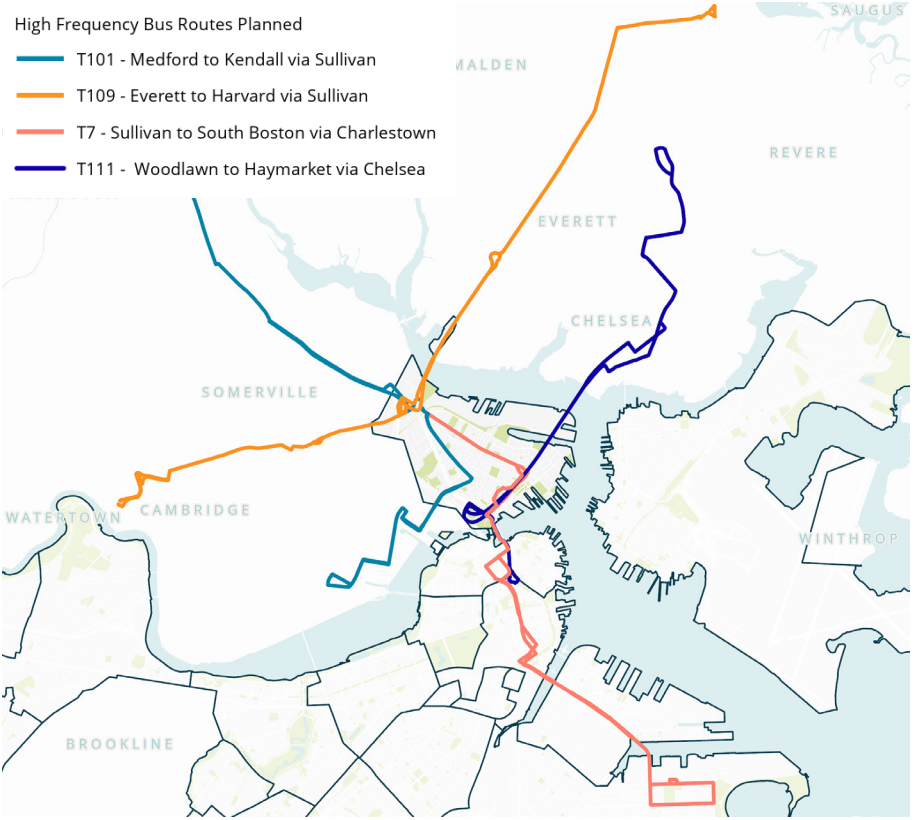 High Frequency Bus Routes Planned
T101 - Medford to Kendall via Sullivan
T109 - Everett to Harvard via Sullivan
T7 - Sullivan to South Boston via Charlestown
T111 - Woodlawn to Haymarket via Chelsea
SAUGUS
MALDEN
REVERE
EVERETT
CHELSEA
SOMERVILLE
CAMBRIDGE
WATERTOWN
WINTHROP
BROOKLINE